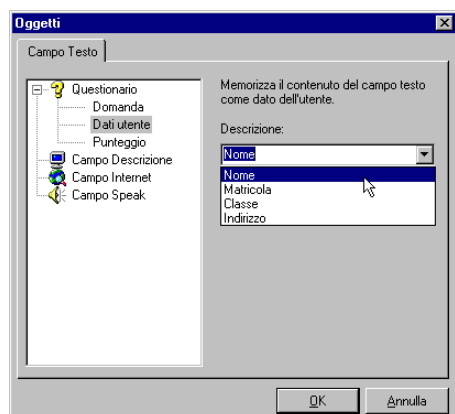 Oggetti
Campo Testo
Questionario
Domanda
Dati utente
Punteggio
Campo Descrizione
Campo Internet
Campo Speak
Memorizza il contenuto del campo testo
come dato dell'utente.
Descrizione:
Nome
Nome
Matricola
Classe
Indirizzo
OK
Annulla